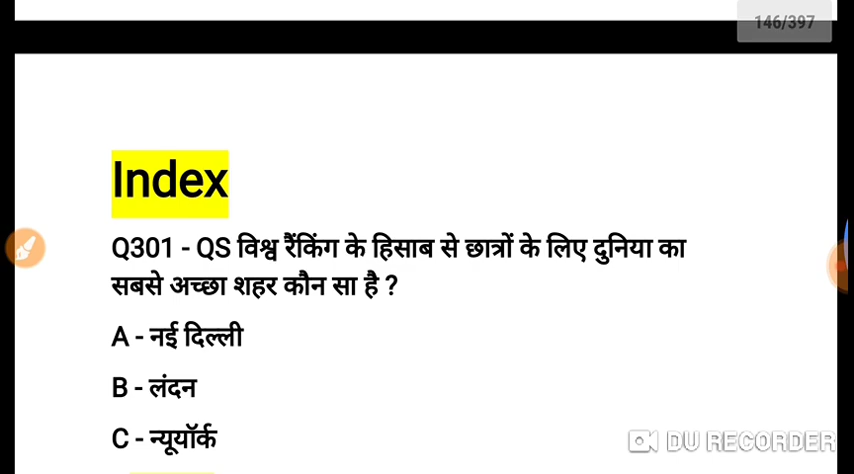 146/397
Index
Q301 - QS विश्व रैंकिंग के हिसाब से छात्रों के लिए दुनिया का
सबसे अच्छा शहर कौन सा है ?
A - नई दिल्ली
B - लंदन
C - न्यूयॉर्क
DU RECORDER